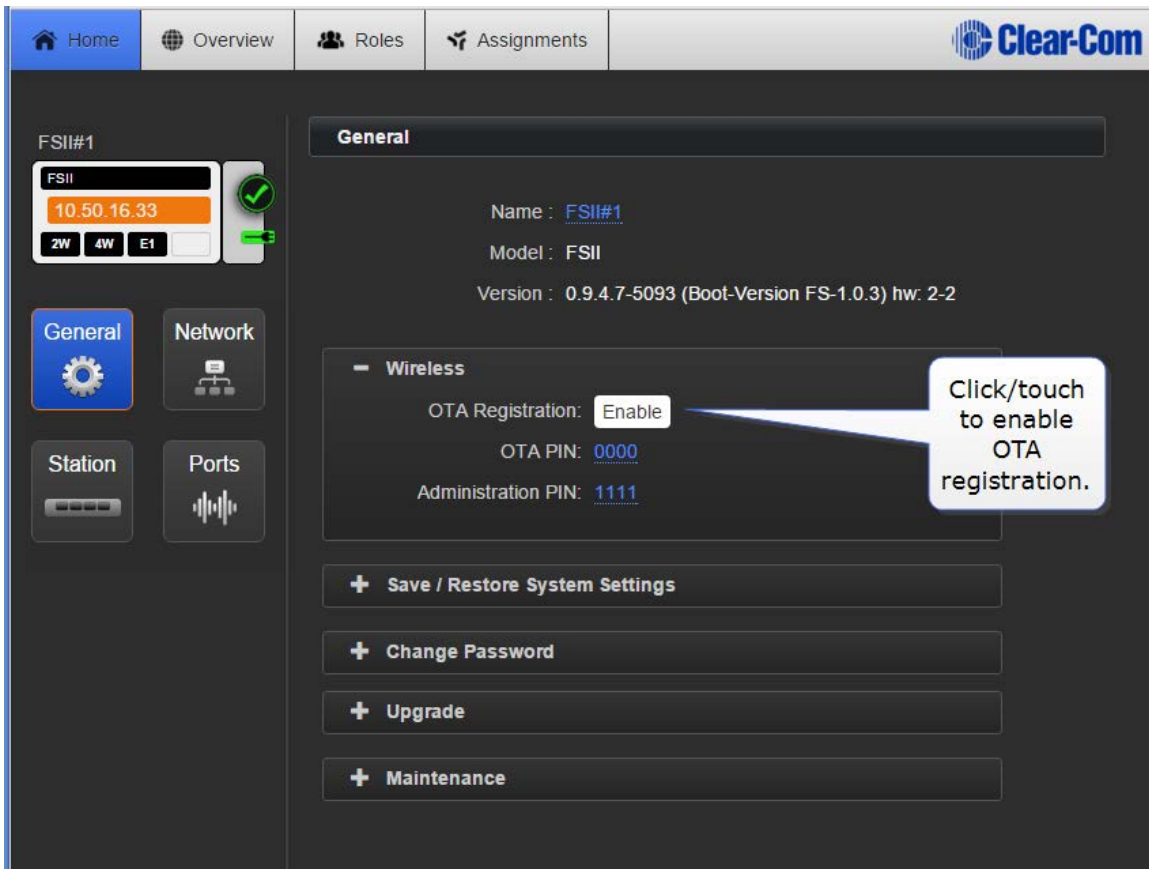 Home
Overview
Roles
Assignments
Clear-Com
FSII#1
FSII
10.50.16.33
2W 4W E1
General
Network
Station
Ports
General
Name : FSII#1
Model : FSII
Version : 0.9.4.7-5093 (Boot-Version FS-1.0.3) hw: 2-2
− Wireless
OTA Registration: Enable
OTA PIN: 0000
Administration PIN: 1111
Click/touch
to enable
OTA
registration.
+ Save / Restore System Settings
+ Change Password
+ Upgrade
+ Maintenance